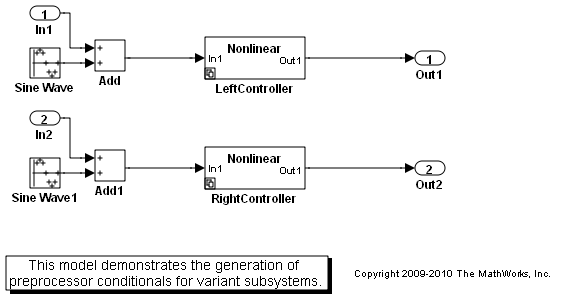 1
In1
Sine Wave
+
+
Add
Nonlinear
In1
Out1
LeftController
1
Out1
2
In2
Sine Wave1
+
+
Add1
Nonlinear
In1
Out1
RightController
2
Out2
This model demonstrates the generation of
preprocessor conditionals for variant subsystems.
Copyright 2009-2010 The MathWorks, Inc.